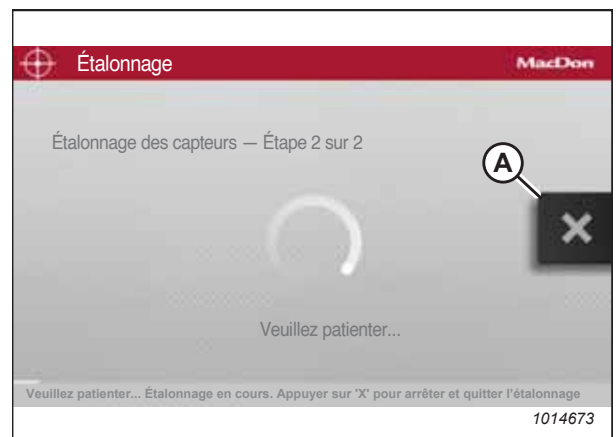 Étalonnage
MacDon
Étalonnage des capteurs — Étape 2 sur 2
A
Veuillez patienter...
Veuillez patienter... Étalonnage en cours. Appuyer sur 'X' pour arrêter et quitter l'étalonnage
1014673